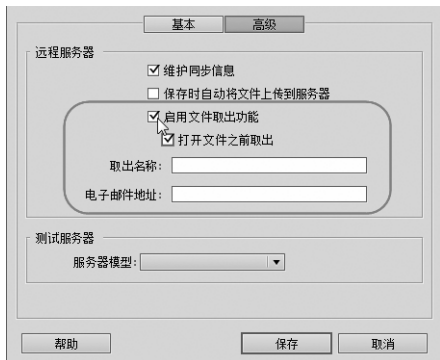 基本 高级
远程服务器
维护同步信息
保存时自动将文件上传到服务器
启用文件取出功能
打开文件之前取出
取出名称：
电子邮件地址：
测试服务器
服务器模型：
帮助 保存 取消